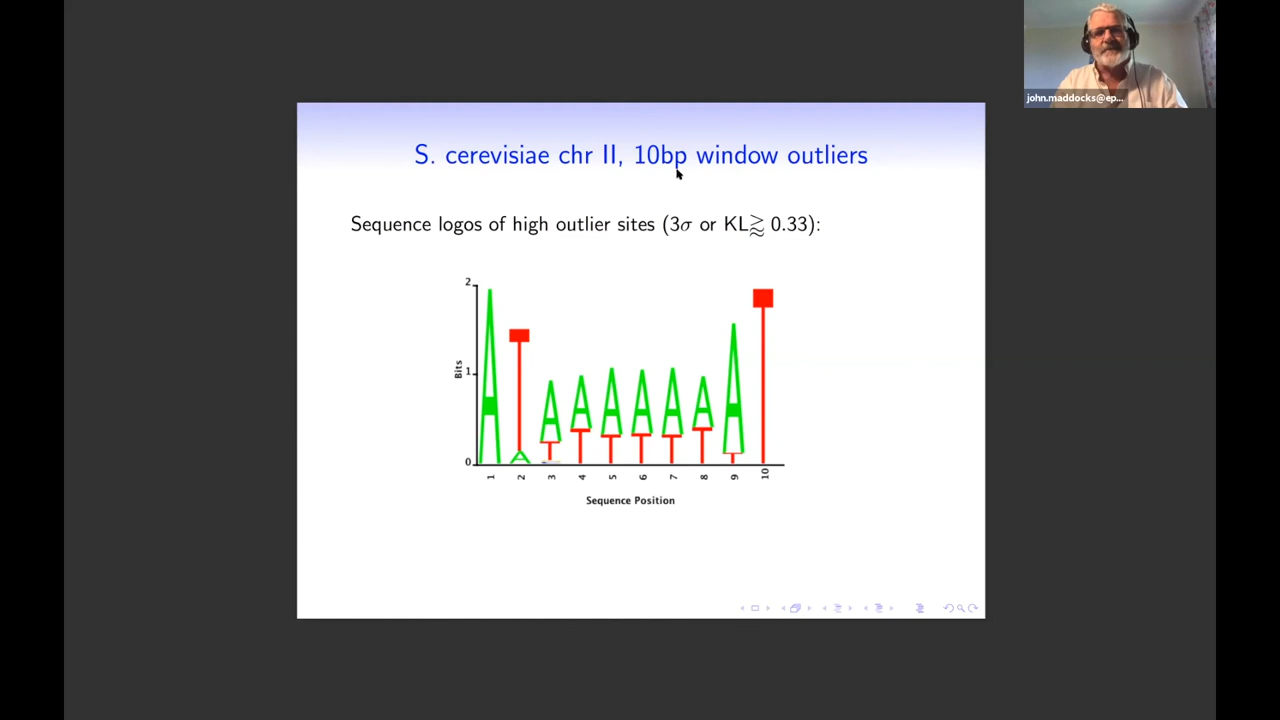 john.maddocks@ep...
S. cerevisiae chr II, 10bp window outliers
Sequence logos of high outlier sites (3σ or KL⪆ 0.33):
2
1
0
Bits
A T A A A A A A A T
A T T T T T T T
1 2 3 4 5 6 7 8 9 10
Sequence Position